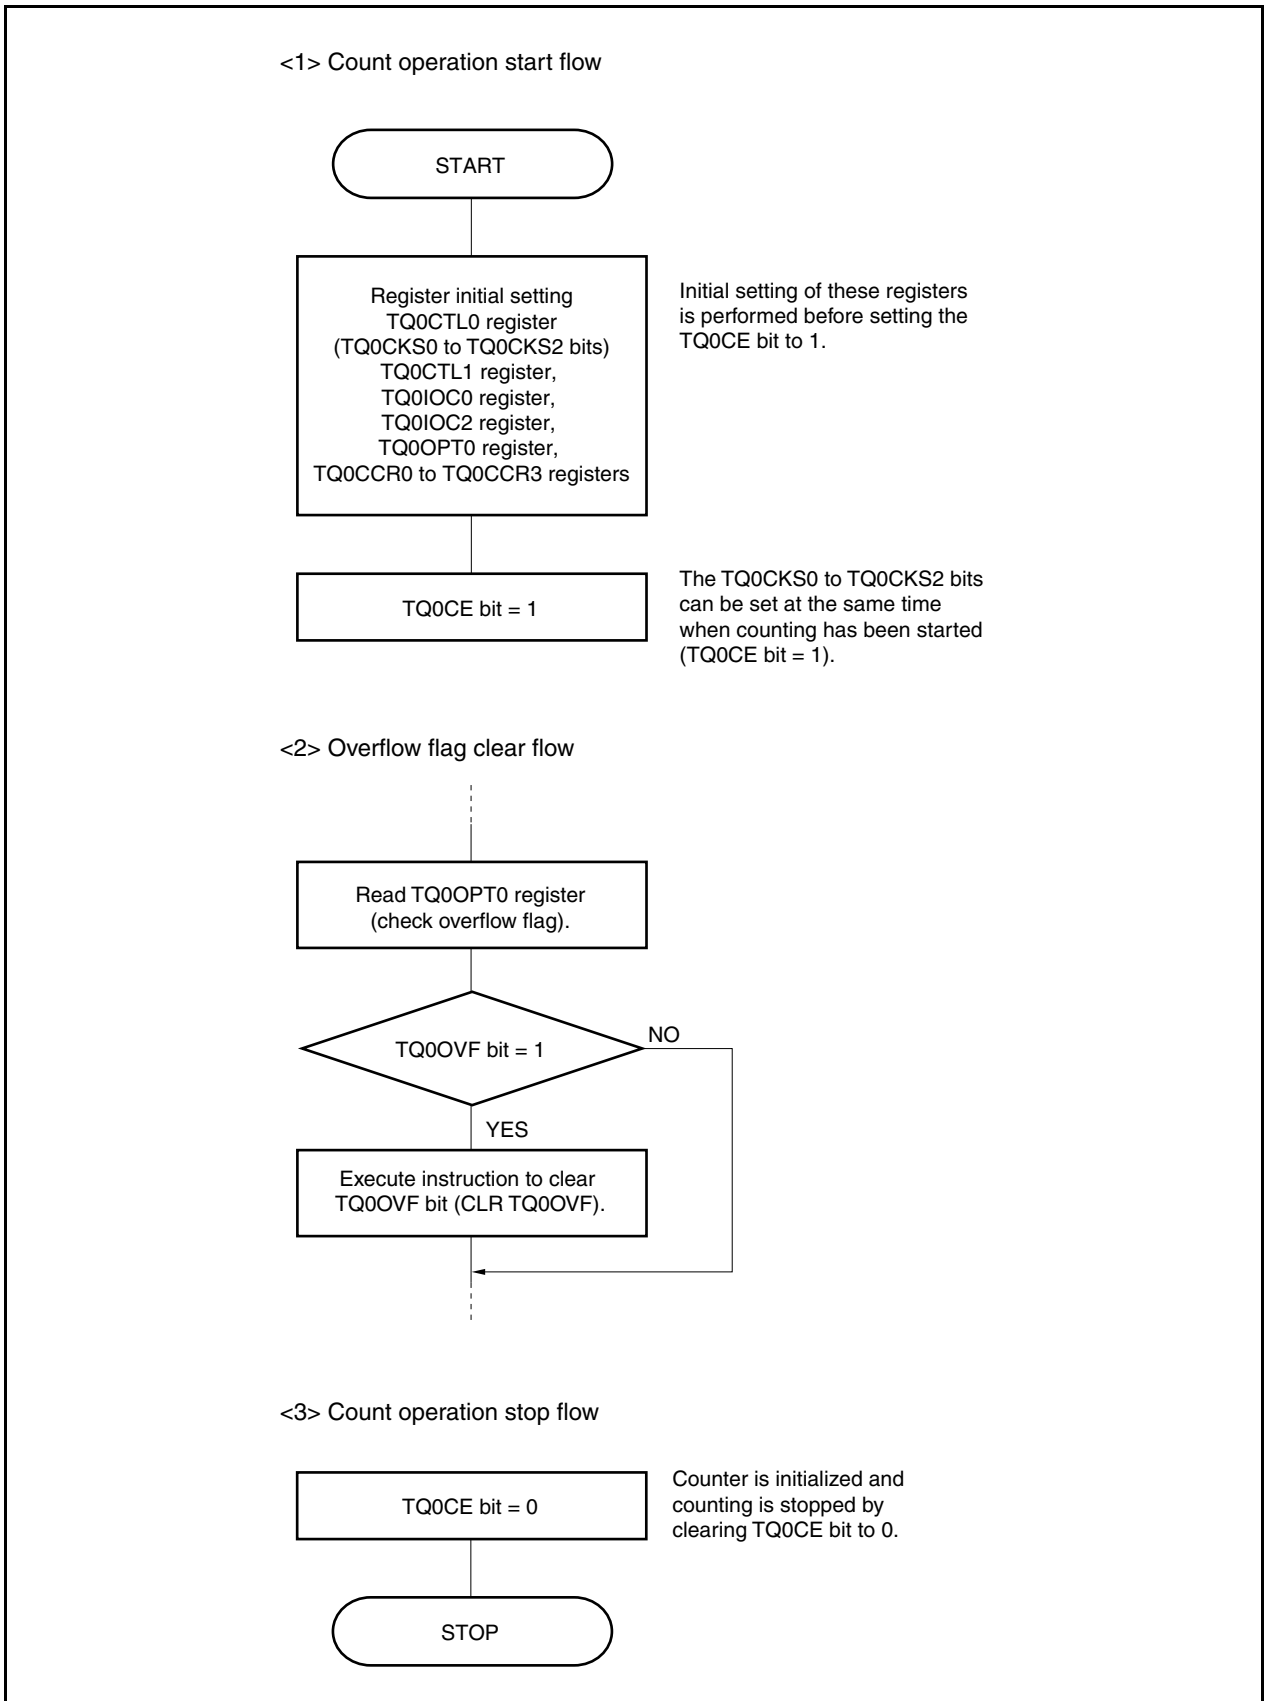 <1> Count operation start flow
START
Register initial setting
TQ0CTL0 register
(TQ0CKS0 to TQ0CKS2 bits)
TQ0CTL1 register,
TQ0IOC0 register,
TQ0IOC2 register,
TQ0OPT0 register,
TQ0CCR0 to TQ0CCR3 registers
Initial setting of these registers
is performed before setting the
TQ0CE bit to 1.
TQ0CE bit = 1
The TQ0CKS0 to TQ0CKS2 bits
can be set at the same time
when counting has been started
(TQ0CE bit = 1).
<2> Overflow flag clear flow
Read TQ0OPT0 register
(check overflow flag).
TQ0OVF bit = 1
NO
YES
Execute instruction to clear
TQ0OVF bit (CLR TQ0OVF).
<3> Count operation stop flow
TQ0CE bit = 0
Counter is initialized and
counting is stopped by
clearing TQ0CE bit to 0.
STOP